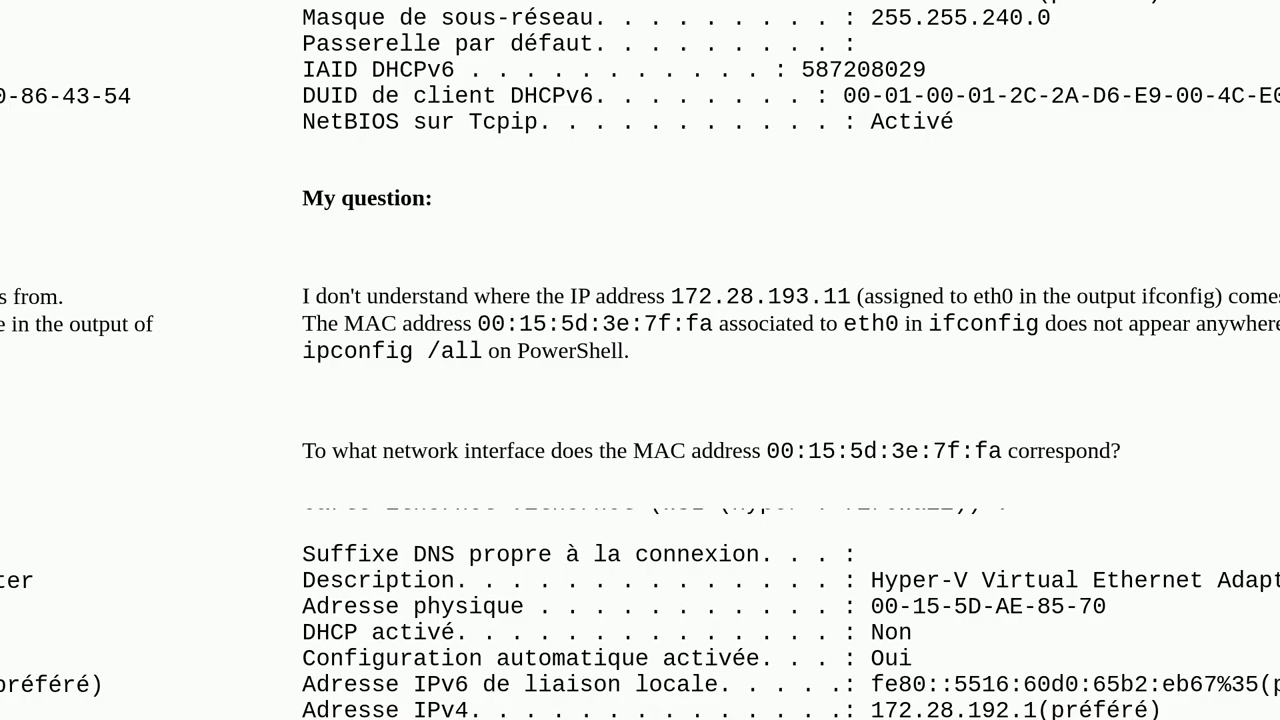 Masque de sous-réseau. . . . . . . . . : 255.255.240.0
Passerelle par défaut. . . . . . . . . :
IAID DHCPv6 . . . . . . . . . . . : 587208029
0-86-43-54 DUID de client DHCPv6. . . . . . . . : 00-01-00-01-2C-2A-D6-E9-00-4C-E0
NetBIOS sur Tcpip. . . . . . . . . . . : Activé
My question:
s from. I don't understand where the IP address 172.28.193.11 (assigned to eth0 in the output ifconfig) comes
e in the output of The MAC address 00:15:5d:3e:7f:fa associated to eth0 in ifconfig does not appear anywhere
ipconfig /all on PowerShell.
To what network interface does the MAC address 00:15:5d:3e:7f:fa correspond?
Suffixe DNS propre à la connexion. . . :
ter Description. . . . . . . . . . . . . . : Hyper-V Virtual Ethernet Adapt
Adresse physique . . . . . . . . . . . : 00-15-5D-AE-85-70
DHCP activé. . . . . . . . . . . . . . : Non
Configuration automatique activée. . . : Oui
préféré) Adresse IPv6 de liaison locale. . . . .: fe80::5516:60d0:65b2:eb67%35(p
Adresse IPv4. . . . . . . . . . . . . .: 172.28.192.1(préféré)